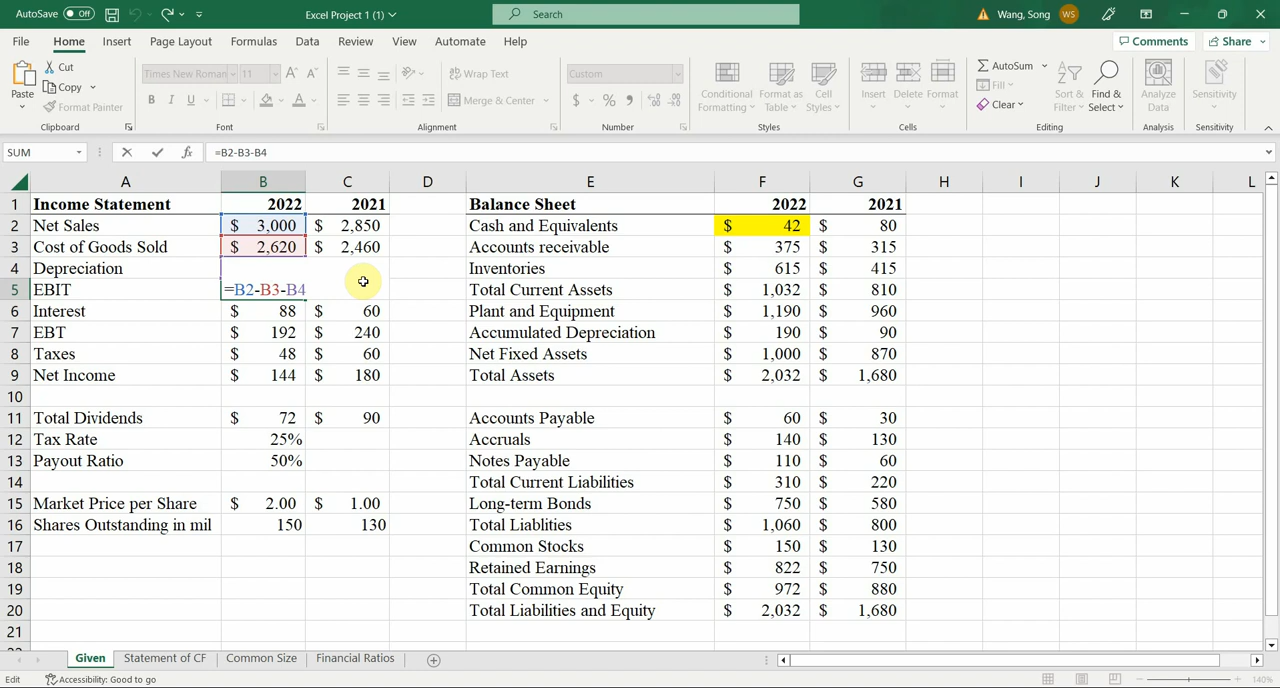 AutoSave Off Excel Project 1 (1) Search Wang, Song WS
File Home Insert Page Layout Formulas Data Review View Automate Help Comments Share
Paste Cut Copy Format Painter Clipboard
Times New Roman 11 B I U Font
Wrap Text Merge & Center Alignment
Custom $ % Number
Conditional Formatting Format as Table Cell Styles Styles
Insert Delete Format Cells
AutoSum Fill Clear Sort & Filter Find & Select Editing
Analyze Data Analysis
Sensitivity Sensitivity
SUM fx =B2-B3-B4
A B C D E F G H I J K L
1 Income Statement 2022 2021 Balance Sheet 2022 2021
2 Net Sales $ 3,000 $ 2,850 Cash and Equivalents $ 42 $ 80
3 Cost of Goods Sold $ 2,620 $ 2,460 Accounts receivable $ 375 $ 315
4 Depreciation Inventories $ 615 $ 415
5 EBIT =B2-B3-B4 Total Current Assets $ 1,032 $ 810
6 Interest $ 88 $ 60 Plant and Equipment $ 1,190 $ 960
7 EBT $ 192 $ 240 Accumulated Depreciation $ 190 $ 90
8 Taxes $ 48 $ 60 Net Fixed Assets $ 1,000 $ 870
9 Net Income $ 144 $ 180 Total Assets $ 2,032 $ 1,680
10
11 Total Dividends $ 72 $ 90 Accounts Payable $ 60 $ 30
12 Tax Rate 25% Accruals $ 140 $ 130
13 Payout Ratio 50% Notes Payable $ 110 $ 60
14 Total Current Liabilities $ 310 $ 220
15 Market Price per Share $ 2.00 $ 1.00 Long-term Bonds $ 750 $ 580
16 Shares Outstanding in mil 150 130 Total Liablities $ 1,060 $ 800
17 Common Stocks $ 150 $ 130
18 Retained Earnings $ 822 $ 750
19 Total Common Equity $ 972 $ 880
20 Total Liabilities and Equity $ 2,032 $ 1,680
21
Given Statement of CF Common Size Financial Ratios
Edit Accessibility: Good to go 140%